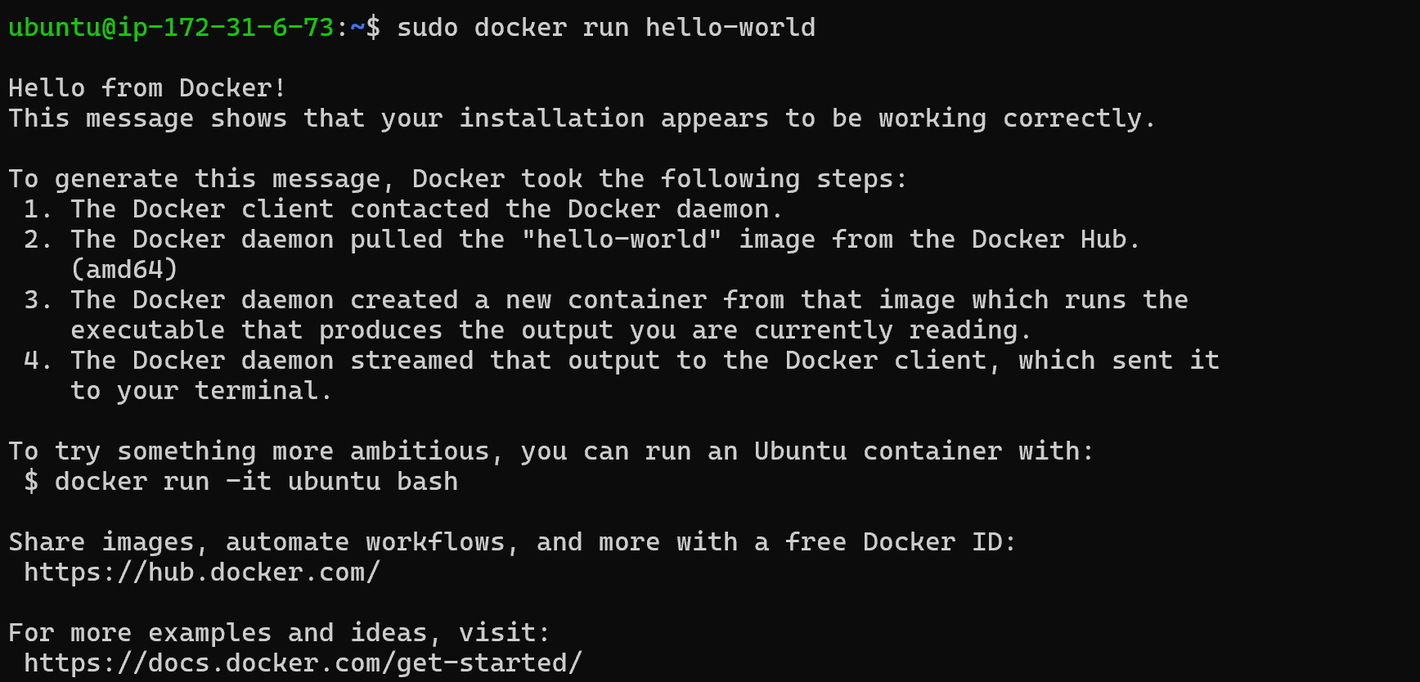 ubuntu@ip-172-31-6-73:~$ sudo docker run hello-world

Hello from Docker!
This message shows that your installation appears to be working correctly.

To generate this message, Docker took the following steps:
 1. The Docker client contacted the Docker daemon.
 2. The Docker daemon pulled the "hello-world" image from the Docker Hub.
    (amd64)
 3. The Docker daemon created a new container from that image which runs the
    executable that produces the output you are currently reading.
 4. The Docker daemon streamed that output to the Docker client, which sent it
    to your terminal.

To try something more ambitious, you can run an Ubuntu container with:
 $ docker run -it ubuntu bash

Share images, automate workflows, and more with a free Docker ID:
 https://hub.docker.com/

For more examples and ideas, visit:
 https://docs.docker.com/get-started/